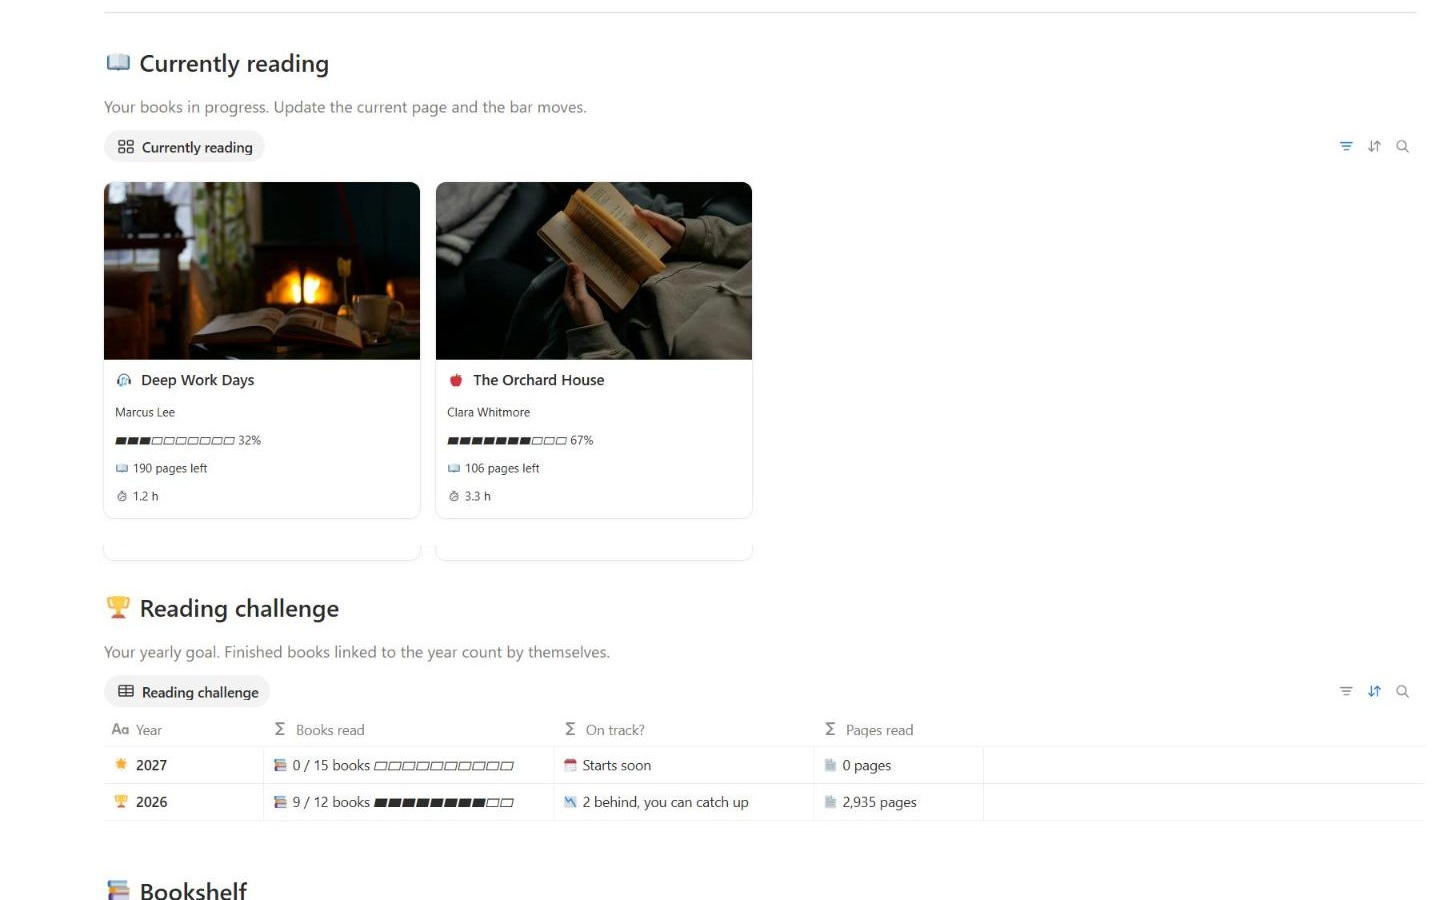 Currently reading
Your books in progress. Update the current page and the bar moves.
Currently reading
Deep Work Days
Marcus Lee
32%
190 pages left
1.2 h
The Orchard House
Clara Whitmore
67%
106 pages left
3.3 h
Reading challenge
Your yearly goal. Finished books linked to the year count by themselves.
Reading challenge
Aa Year Σ Books read Σ On track? Σ Pages read
2027 0 / 15 books Starts soon 0 pages
2026 9 / 12 books 2 behind, you can catch up 2,935 pages
Bookshelf